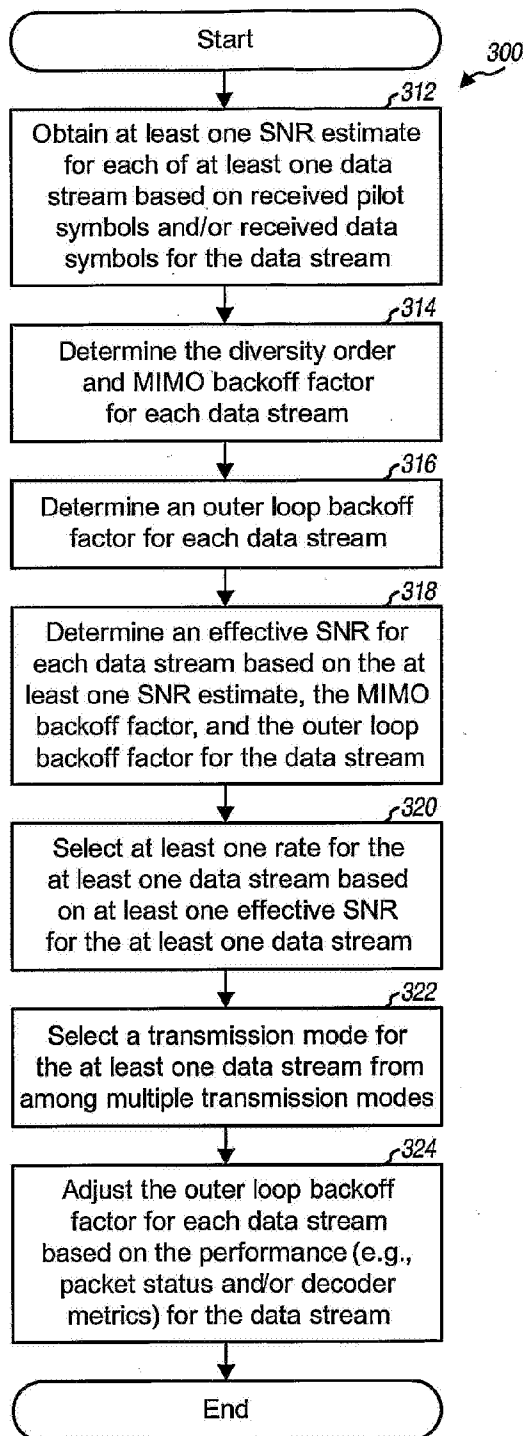 Start
300
312
Obtain at least one SNR estimate
for each of at least one data
stream based on received pilot
symbols and/or received data
symbols for the data stream
314
Determine the diversity order
and MIMO backoff factor
for each data stream
316
Determine an outer loop backoff
factor for each data stream
318
Determine an effective SNR for
each data stream based on the at
least one SNR estimate, the MIMO
backoff factor, and the outer loop
backoff factor for the data stream
320
Select at least one rate for the
at least one data stream based
on at least one effective SNR
for the at least one data stream
322
Select a transmission mode for
the at least one data stream from
among multiple transmission modes
324
Adjust the outer loop backoff
factor for each data stream
based on the performance (e.g.,
packet status and/or decoder
metrics) for the data stream
End